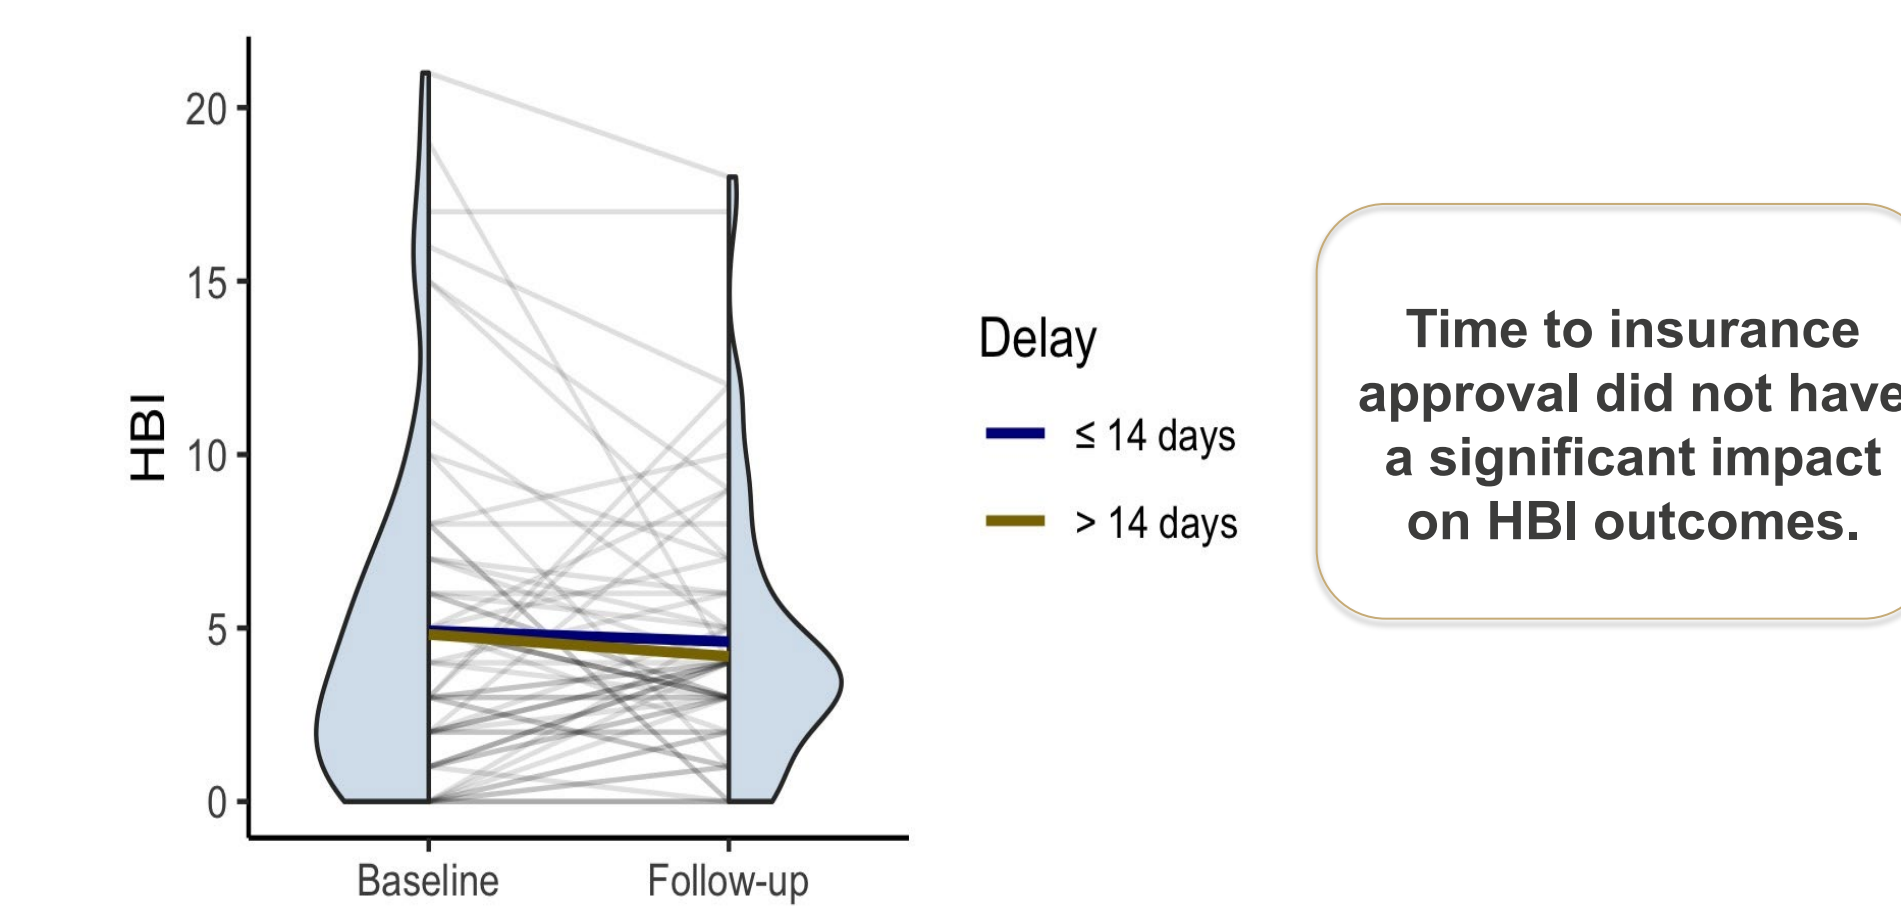 20
15
10
5
0
HBI
Baseline
Follow-up
Delay
≤ 14 days
> 14 days
Time to insurance
approval did not have
a significant impact
on HBI outcomes.